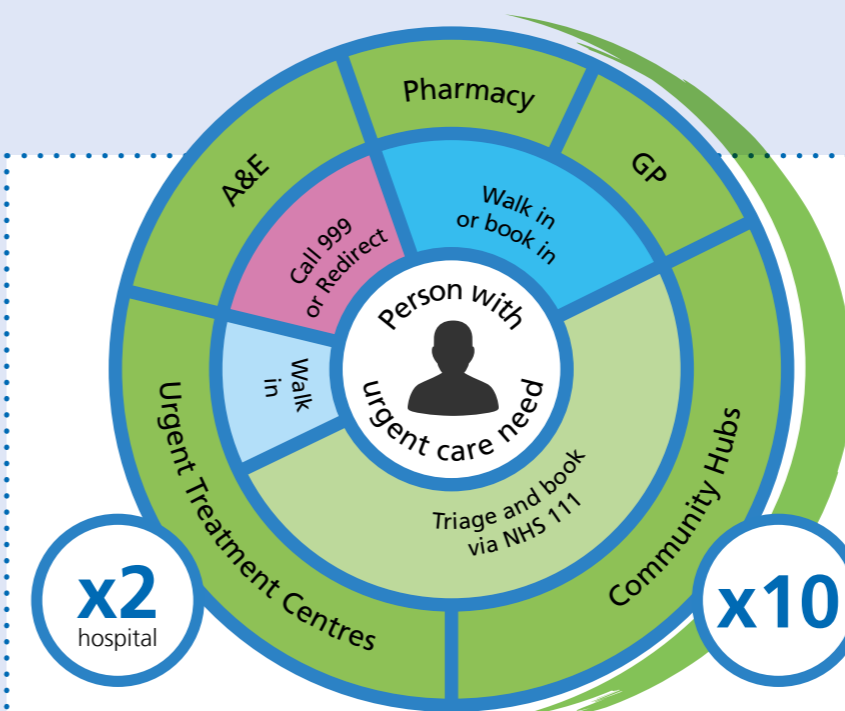 Pharmacy
A&E
GP
Call 999
or Redirect
Walk in
or book in
Person with
urgent care need
Walk
in
Triage and book
via NHS 111
Urgent Treatment Centres
Community Hubs
x2
hospital
x10